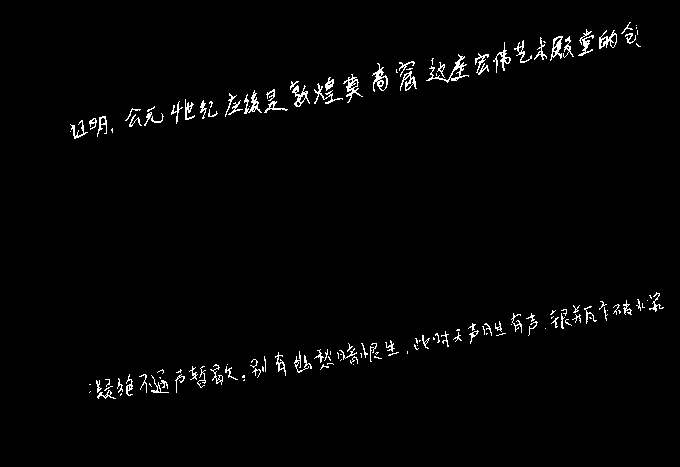 证明,公元4世纪应该是敦煌莫高窟这座宏伟艺术殿堂的创
凝绝不通声暂歇。别有幽愁暗恨生,此时无声胜有声.银瓶乍破水浆